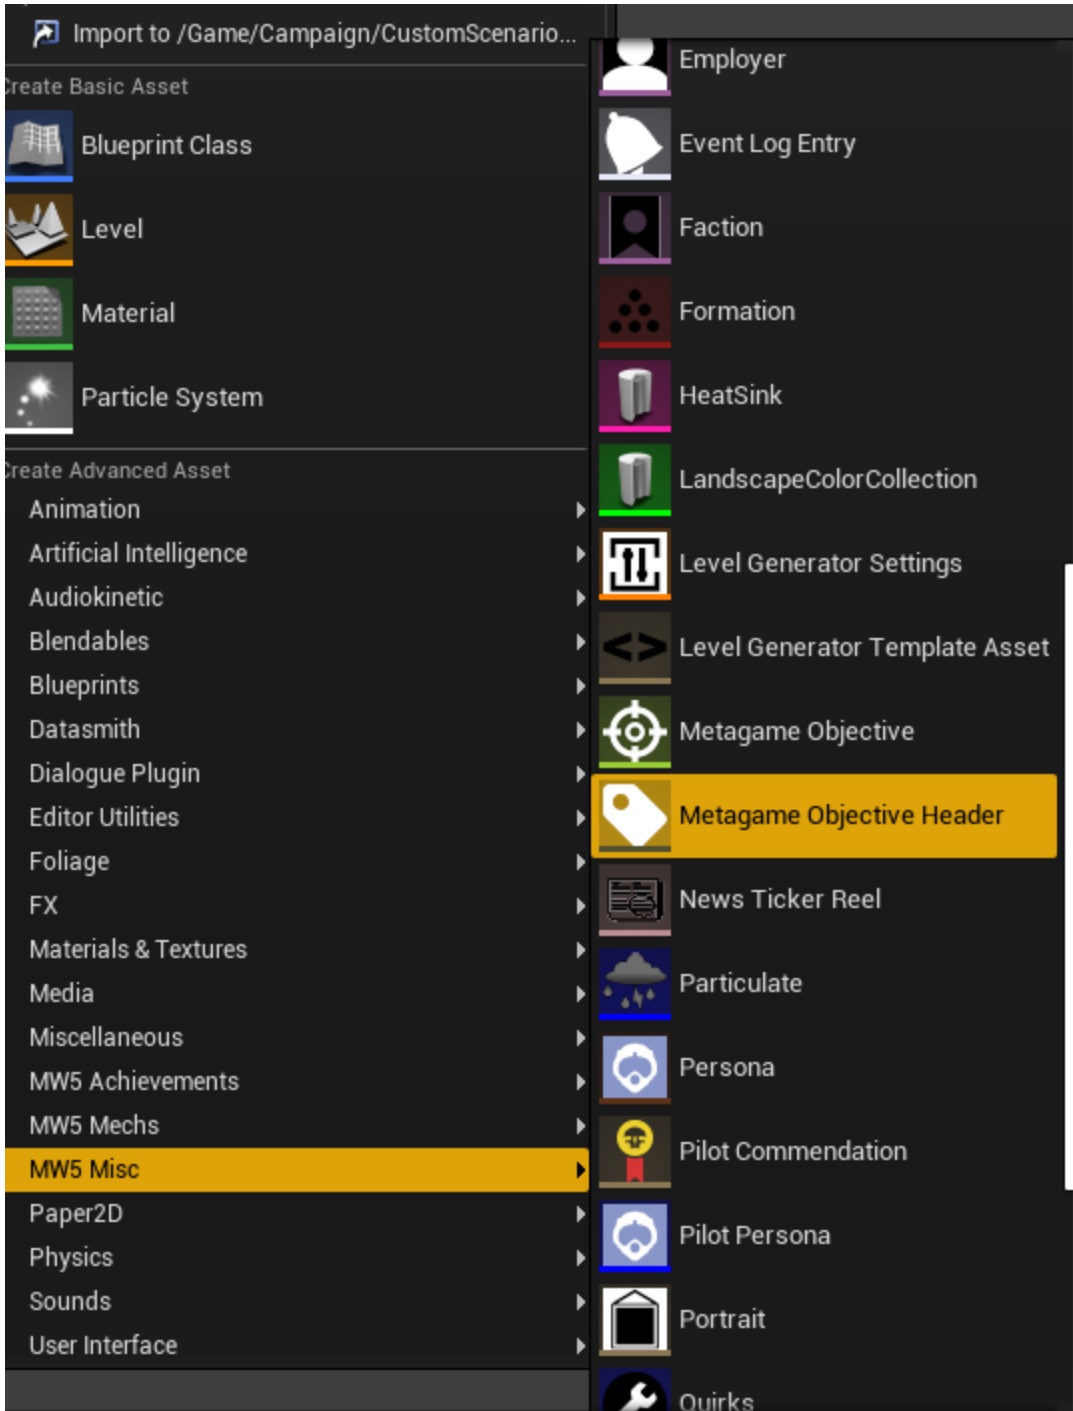 Import to /Game/Campaign/CustomScenario...
Create Basic Asset
Blueprint Class
Level
Material
Particle System
Create Advanced Asset
Animation
Artificial Intelligence
Audiokinetic
Blendables
Blueprints
Datasmith
Dialogue Plugin
Editor Utilities
Foliage
FX
Materials & Textures
Media
Miscellaneous
MW5 Achievements
MW5 Mechs
MW5 Misc
Paper2D
Physics
Sounds
User Interface
Employer
Event Log Entry
Faction
Formation
HeatSink
LandscapeColorCollection
Level Generator Settings
Level Generator Template Asset
Metagame Objective
Metagame Objective Header
News Ticker Reel
Particulate
Persona
Pilot Commendation
Pilot Persona
Portrait
Quirks